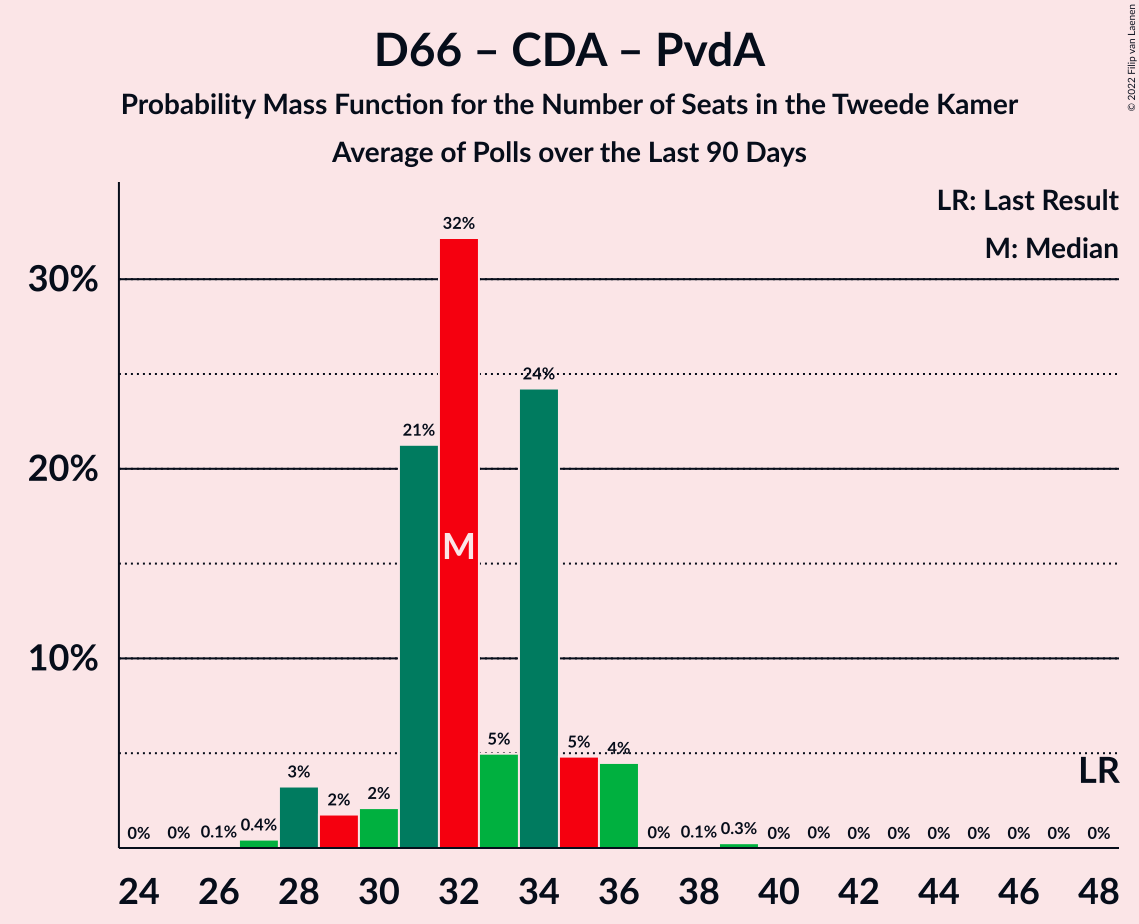 D66 – CDA – PvdA
Probability Mass Function for the Number of Seats in the Tweede Kamer
Average of Polls over the Last 90 Days
© 2022 Filip van Laenen
LR: Last Result
M: Median
30%
20%
10%
0% 0% 0.1% 0.4% 3% 2% 2% 21% 32% 5% 24% 5% 4% 0% 0.1% 0.3% 0% 0% 0% 0% 0% 0% 0% 0% 0%
M
LR
24 26 28 30 32 34 36 38 40 42 44 46 48